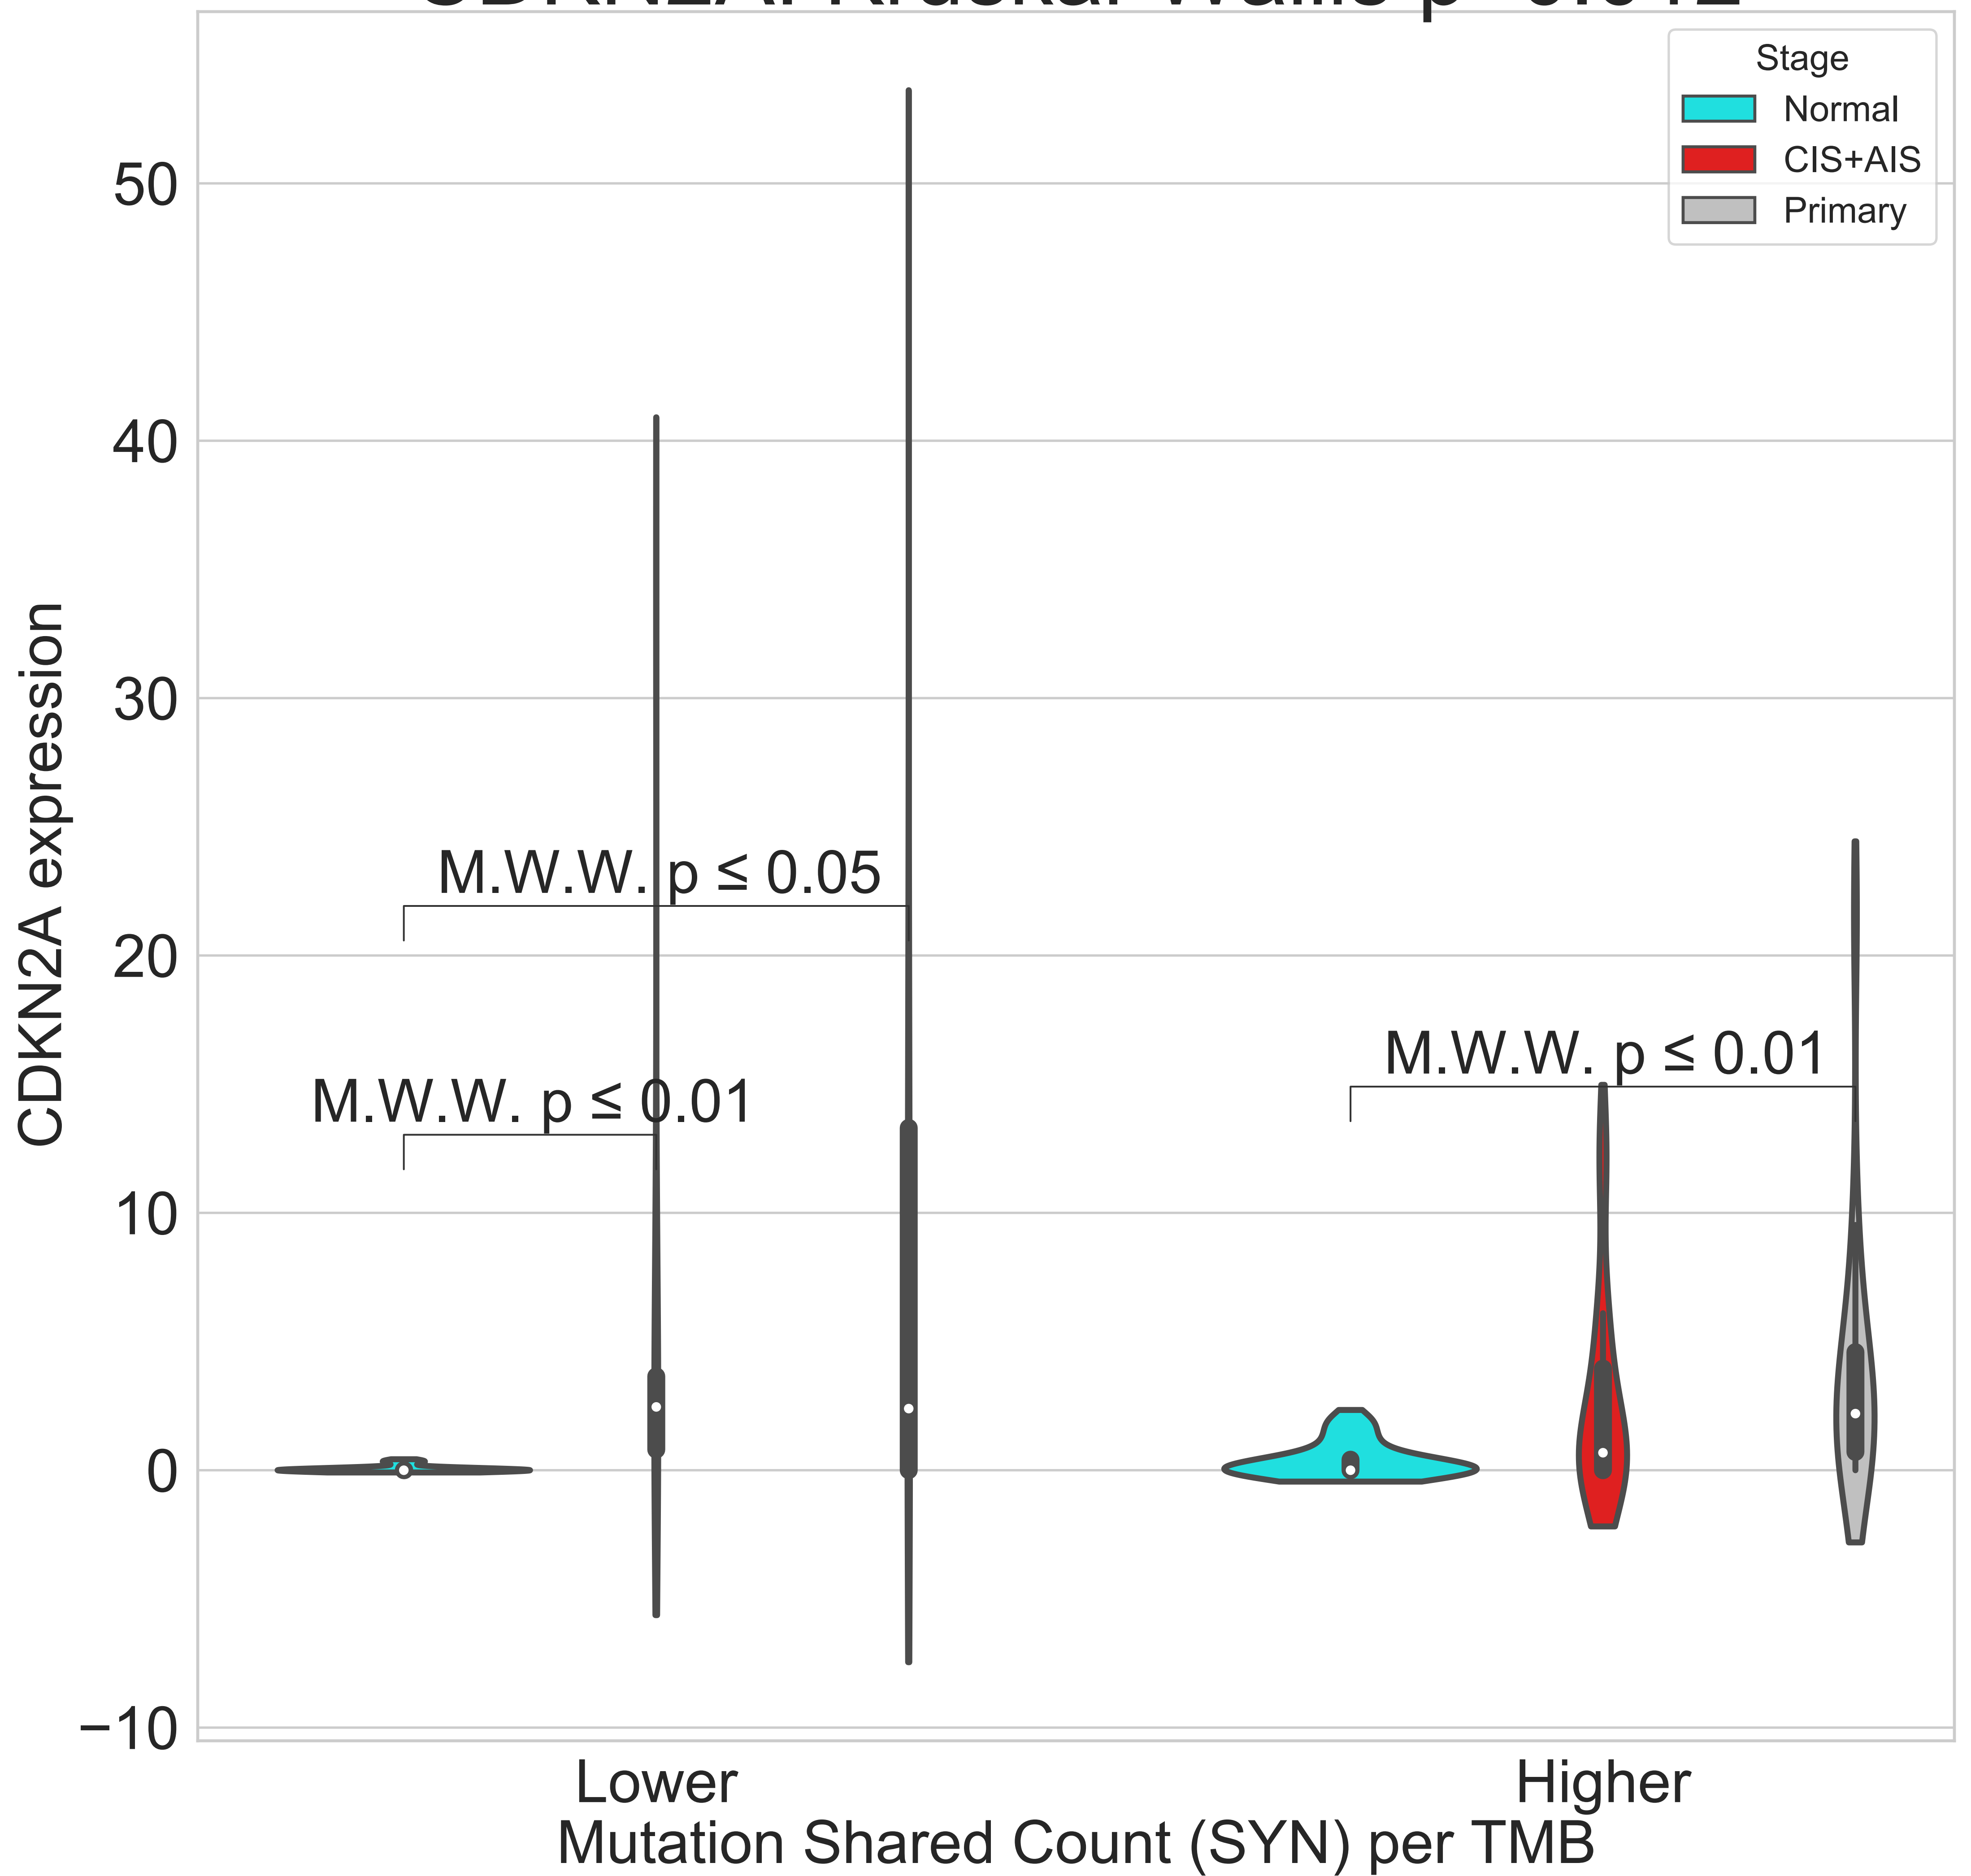 Stage
Normal
CIS+AIS
Primary
50
40
30
20
10
0
−10
CDKN2A expression
M.W.W. p ≤ 0.05
M.W.W. p ≤ 0.01
M.W.W. p ≤ 0.01
Lower
Higher
Mutation Shared Count (SYN) per TMB